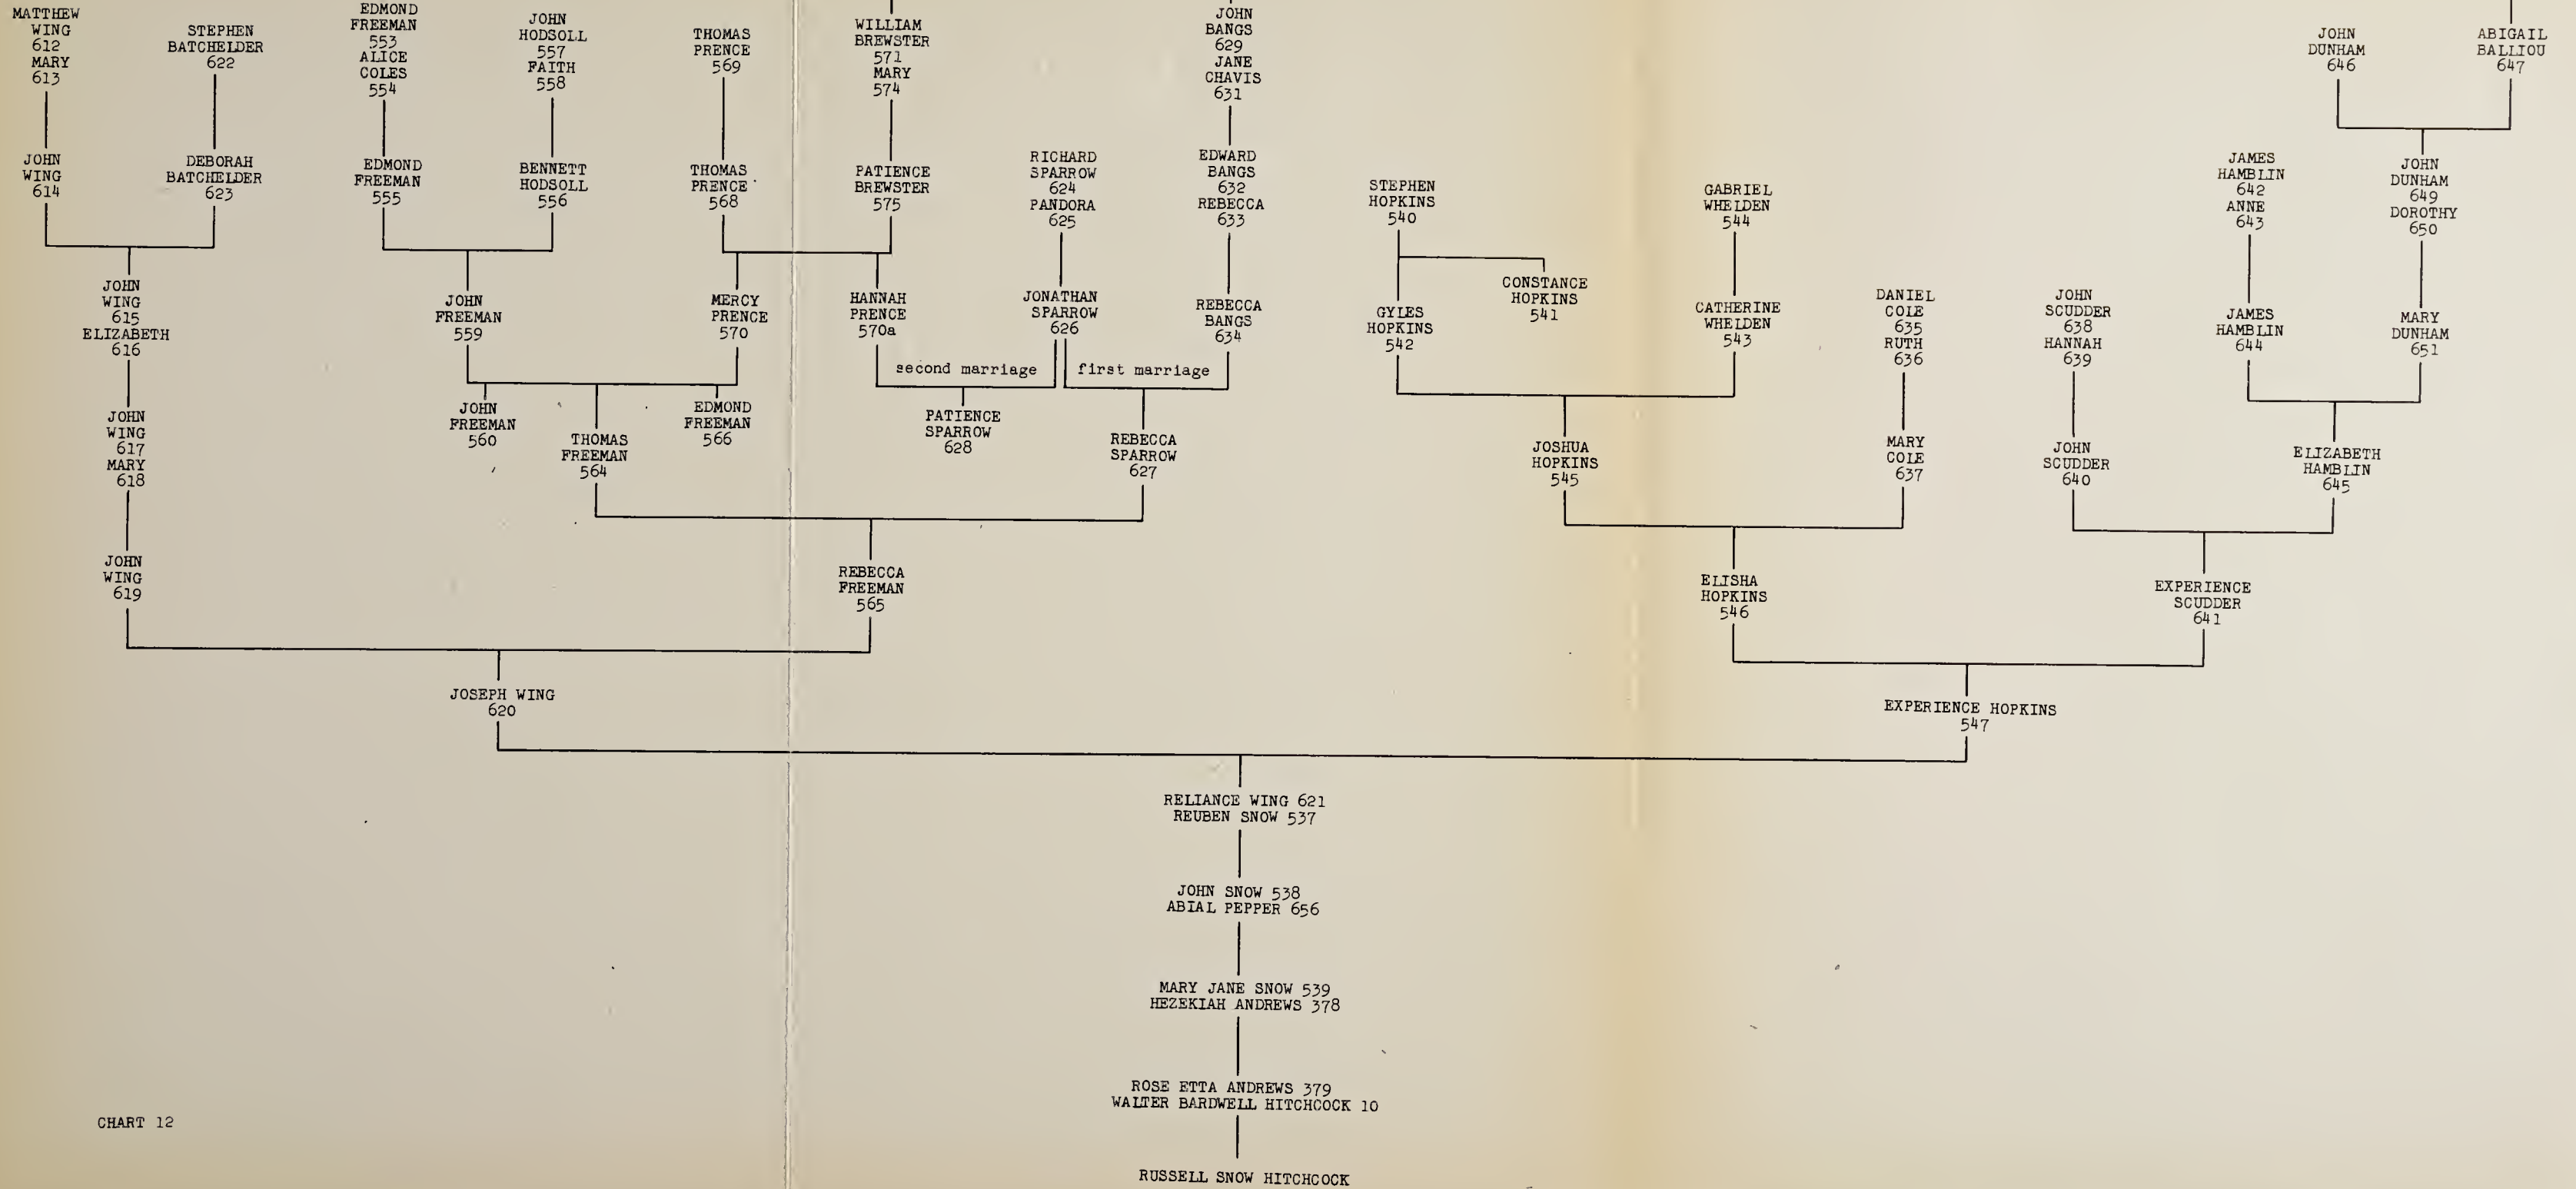 MATTHEW
WING
612
MARY
613
STEPHEN
BATCHELDER
622
EDMOND
FREEMAN
553
ALICE
COLES
554
JOHN
HODSOLL
557
FAITH
558
THOMAS
PRENCE
569
WILLIAM
BREWSTER
571
MARY
574
JOHN
BANGS
629
JANE
CHAVIS
631
JOHN
DUNHAM
646
ABIGAIL
BALLIOU
647
JOHN
WING
614
DEBORAH
BATCHELDER
623
EDMOND
FREEMAN
555
BENNETT
HODSOLL
556
THOMAS
PRENCE
568
PATIENCE
BREWSTER
575
RICHARD
SPARROW
624
PANDORA
625
EDWARD
BANGS
632
REBECCA
633
STEPHEN
HOPKINS
540
GABRIEL
WHELDEN
544
JAMES
HAMBLIN
642
ANNE
643
JOHN
DUNHAM
649
DOROTHY
650
JOHN
WING
615
ELIZABETH
616
JOHN
FREEMAN
559
MERCY
PRENCE
570
HANNAH
PRENCE
570a
JONATHAN
SPARROW
626
REBECCA
BANGS
634
GYLES
HOPKINS
542
CONSTANCE
HOPKINS
541
CATHERINE
WHELDEN
543
DANIEL
COLE
635
RUTH
636
JOHN
SCUDDER
638
HANNAH
639
JAMES
HAMBLIN
644
MARY
DUNHAM
651
second marriage
first marriage
JOHN
WING
617
MARY
618
JOHN
FREEMAN
560
THOMAS
FREEMAN
564
EDMOND
FREEMAN
566
PATIENCE
SPARROW
628
REBECCA
SPARROW
627
JOSHUA
HOPKINS
545
MARY
COLE
637
JOHN
SCUDDER
640
ELIZABETH
HAMBLIN
645
JOHN
WING
619
REBECCA
FREEMAN
565
ELISHA
HOPKINS
546
EXPERIENCE
SCUDDER
641
JOSEPH WING
620
EXPERIENCE HOPKINS
547
RELIANCE WING 621
REUBEN SNOW 537
JOHN SNOW 538
ABIAL PEPPER 656
MARY JANE SNOW 539
HEZEKIAH ANDREWS 378
ROSE ETTA ANDREWS 379
WALTER BARDWELL HITCHCOCK 10
CHART 12
RUSSELL SNOW HITCHCOCK